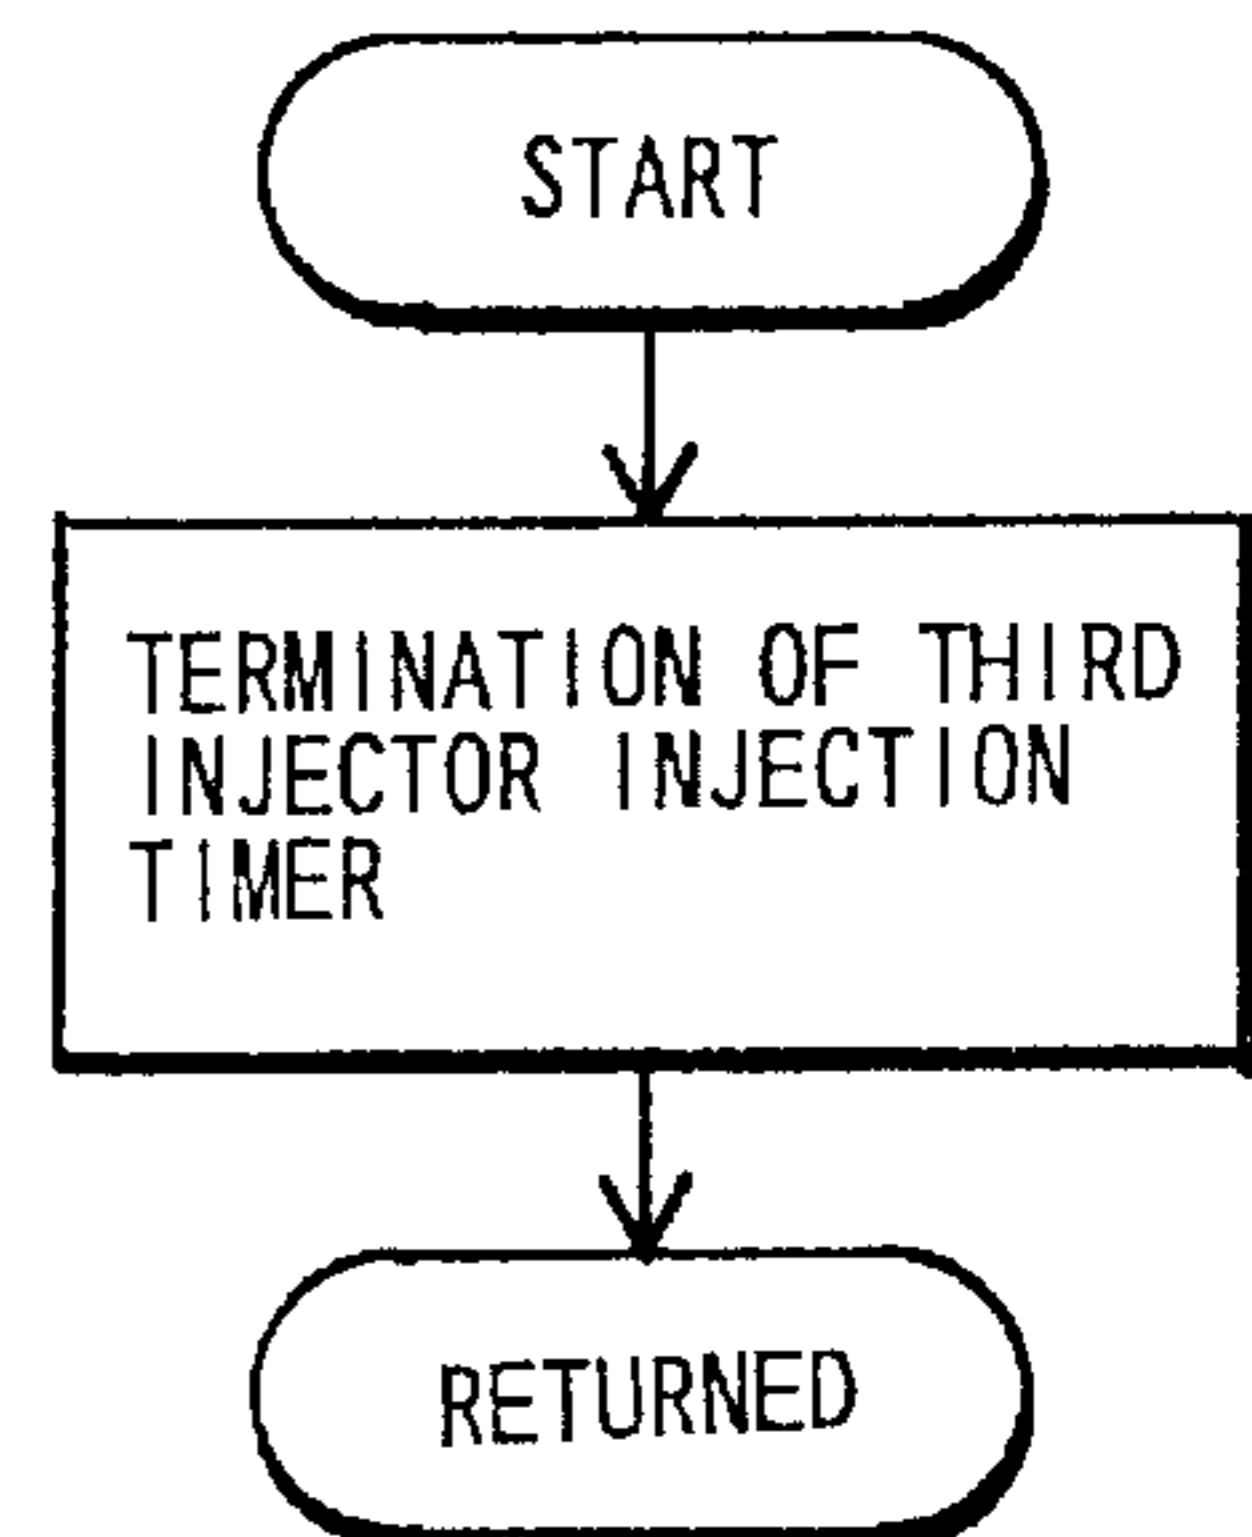 START
TERMINATION OF THIRD
INJECTOR INJECTION
TIMER
RETURNED